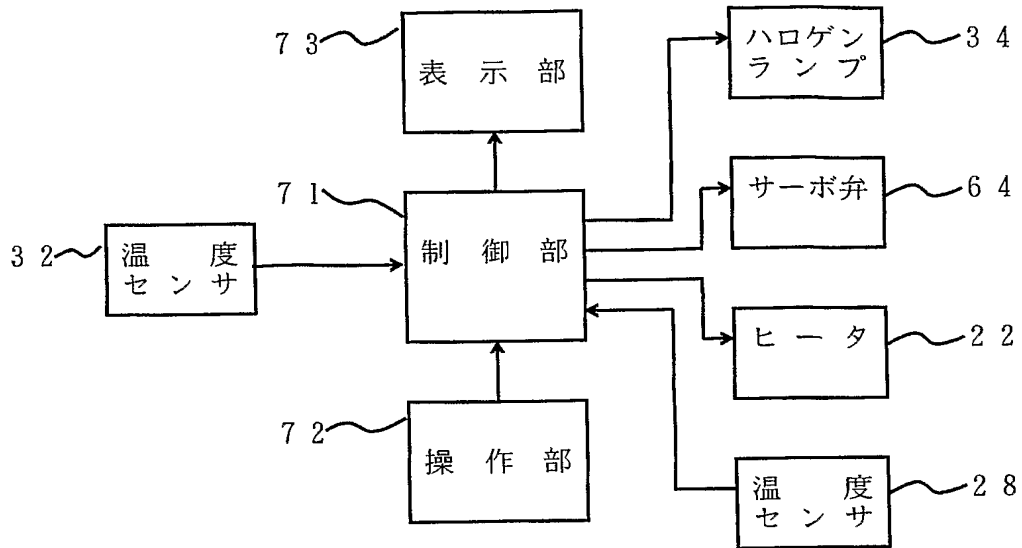 ７３
表示部
ハロゲン
ランプ
３４
７１
制御部
サーボ弁
６４
３２
温度
センサ
ヒータ
２２
７２
操作部
温度
センサ
２８